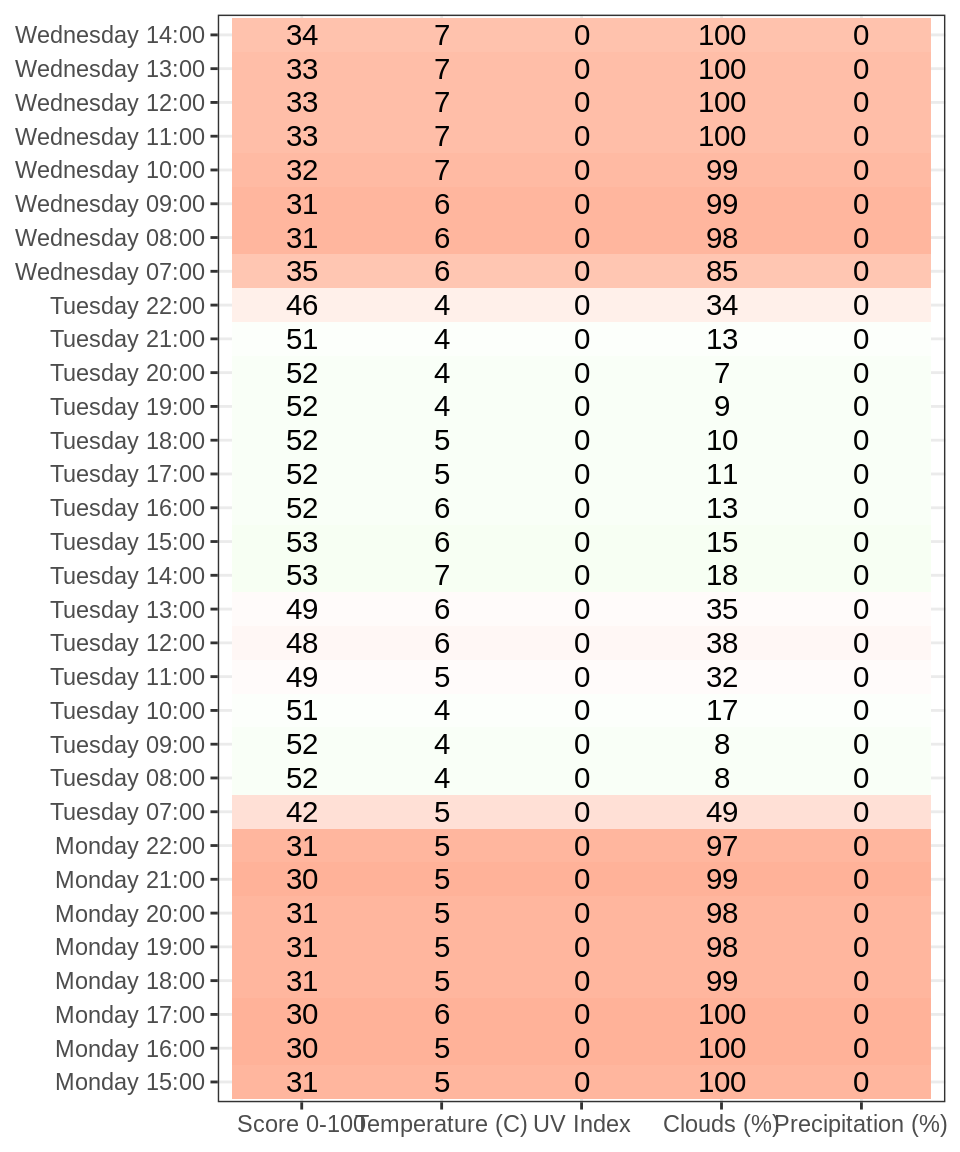 Wednesday 14:00 34 7 0 100 0
Wednesday 13:00 33 7 0 100 0
Wednesday 12:00 33 7 0 100 0
Wednesday 11:00 33 7 0 100 0
Wednesday 10:00 32 7 0 99 0
Wednesday 09:00 31 6 0 99 0
Wednesday 08:00 31 6 0 98 0
Wednesday 07:00 35 6 0 85 0
Tuesday 22:00 46 4 0 34 0
Tuesday 21:00 51 4 0 13 0
Tuesday 20:00 52 4 0 7 0
Tuesday 19:00 52 4 0 9 0
Tuesday 18:00 52 5 0 10 0
Tuesday 17:00 52 5 0 11 0
Tuesday 16:00 52 6 0 13 0
Tuesday 15:00 53 6 0 15 0
Tuesday 14:00 53 7 0 18 0
Tuesday 13:00 49 6 0 35 0
Tuesday 12:00 48 6 0 38 0
Tuesday 11:00 49 5 0 32 0
Tuesday 10:00 51 4 0 17 0
Tuesday 09:00 52 4 0 8 0
Tuesday 08:00 52 4 0 8 0
Tuesday 07:00 42 5 0 49 0
Monday 22:00 31 5 0 97 0
Monday 21:00 30 5 0 99 0
Monday 20:00 31 5 0 98 0
Monday 19:00 31 5 0 98 0
Monday 18:00 31 5 0 99 0
Monday 17:00 30 6 0 100 0
Monday 16:00 30 5 0 100 0
Monday 15:00 31 5 0 100 0
Score 0-100 Temperature (C) UV Index Clouds (%) Precipitation (%)